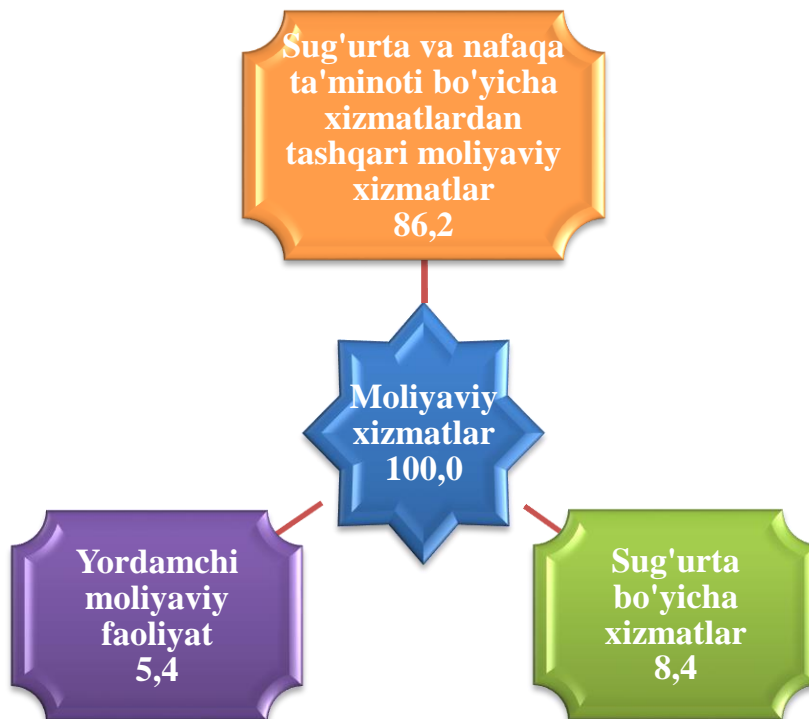 Sug'urta va nafaqa
ta'minoti bo'yicha
xizmatlardan
tashqari moliyaviy
xizmatlar
86,2
Moliyaviy
xizmatlar
100,0
Yordamchi
moliyaviy
faoliyat
5,4
Sug'urta
bo'yicha
xizmatlar
8,4